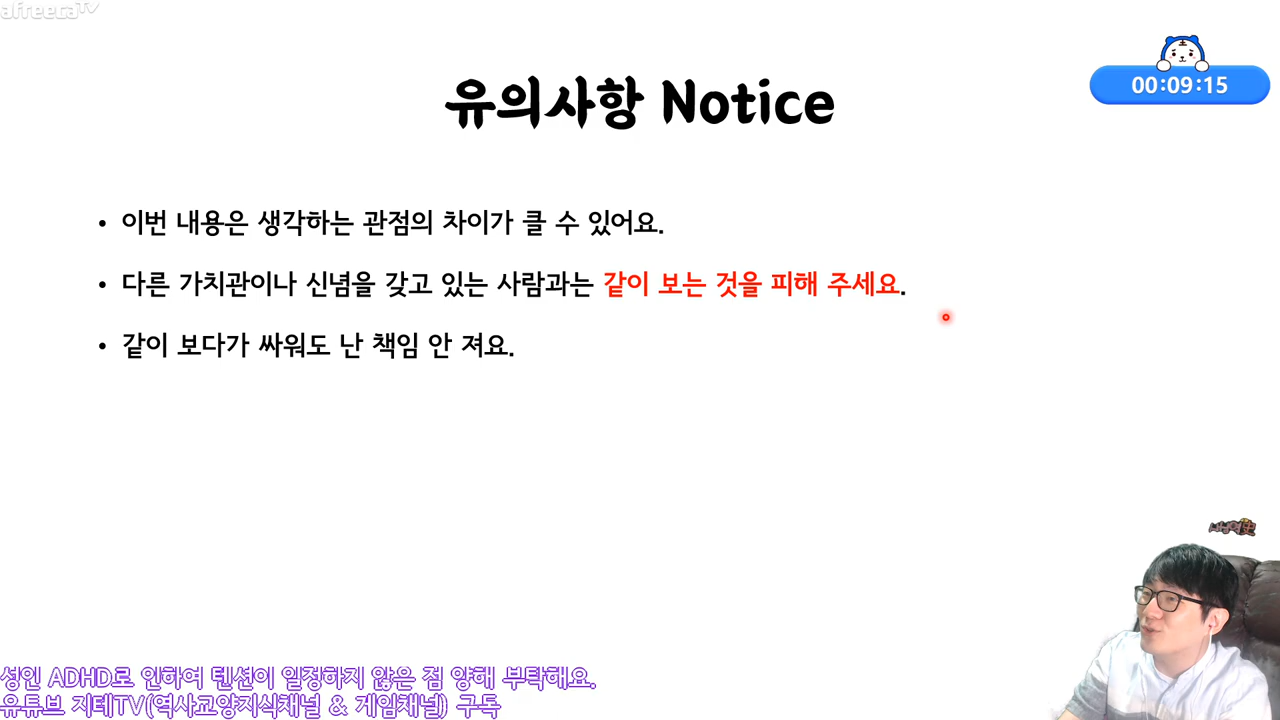 afreecaTV
00:09:15
유의사항 Notice
• 이번 내용은 생각하는 관점의 차이가 클 수 있어요.
• 다른 가치관이나 신념을 갖고 있는 사람과는 같이 보는 것을 피해 주세요.
• 같이 보다가 싸워도 난 책임 안 져요.
성인 ADHD로 인하여 텐션이 일정하지 않은 점 양해 부탁해요.
유튜브 지테TV(역사교양지식채널 & 게임채널) 구독